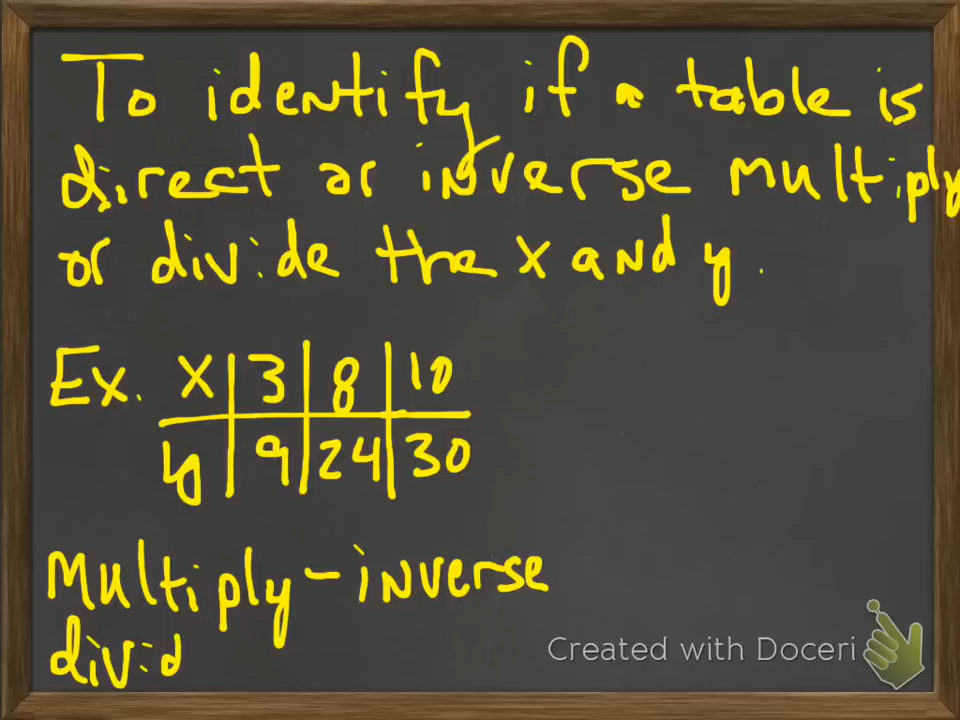 To identify if a table is
direct or inverse multiply
or divide the x and y.
Ex. x 3 8 10
y 9 24 30
Multiply - inverse
divid
Created with Doceri